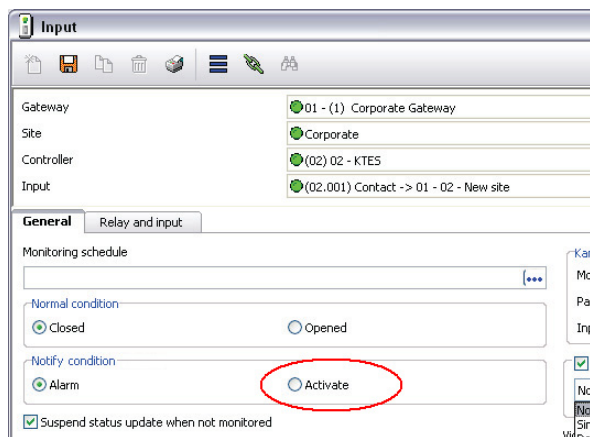 Input
Gateway
01 - (1) Corporate Gateway
Site
Corporate
Controller
(02) 02 - KTES
Input
(02.001) Contact -> 01 - 02 - New site
General Relay and input
Monitoring schedule
Normal condition
Closed Opened
Notify condition
Alarm Activate
Suspend status update when not monitored